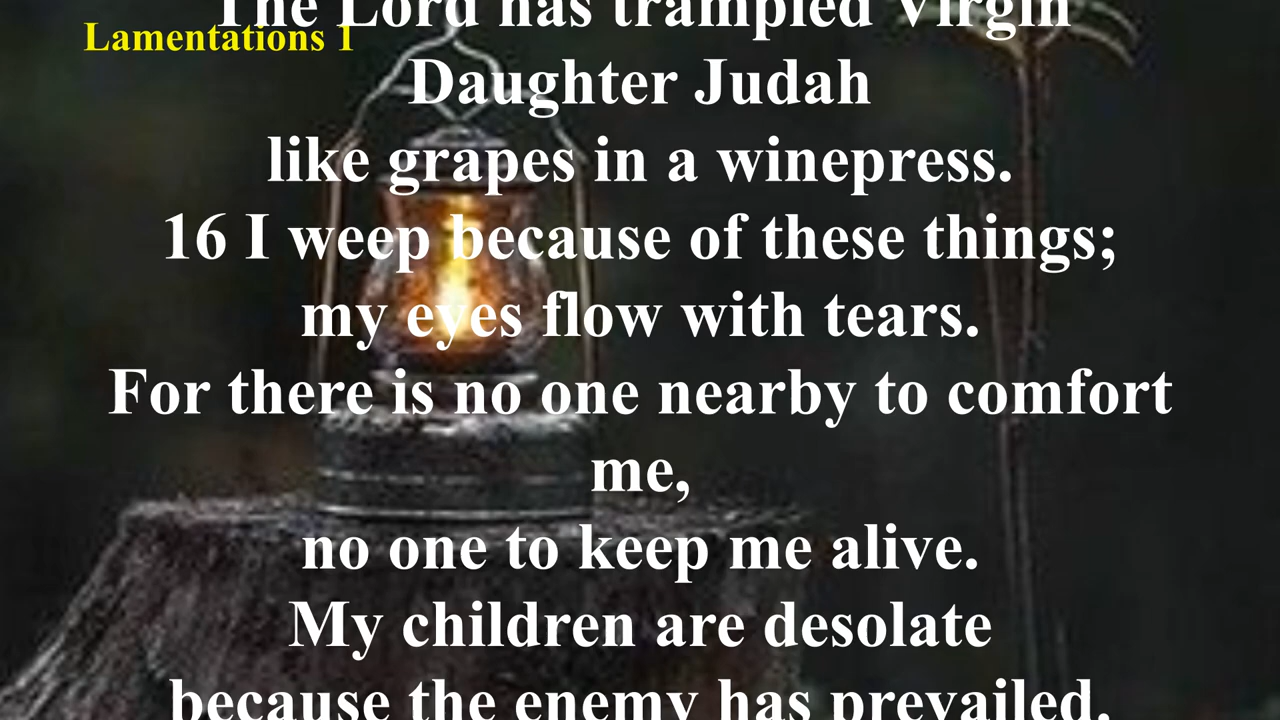 The Lord has trampled Virgin
Lamentations 1
Daughter Judah
like grapes in a winepress.
16 I weep because of these things;
my eyes flow with tears.
For there is no one nearby to comfort
me,
no one to keep me alive.
My children are desolate
because the enemy has prevailed.